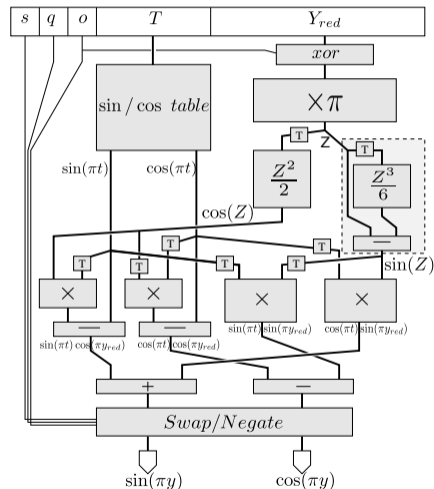 s q o T Y_red
xor
sin / cos table
×π
T
Z
T
Z²/2
Z³/6
sin(πt) cos(πt)
cos(Z)
T
T
−
T T T T
sin(Z)
× × × ×
− −
sin(πt) cos(πy_red) cos(πt) cos(πy_red) sin(πt) sin(πy_red) cos(πt) sin(πy_red)
+ −
Swap/Negate
sin(πy) cos(πy)